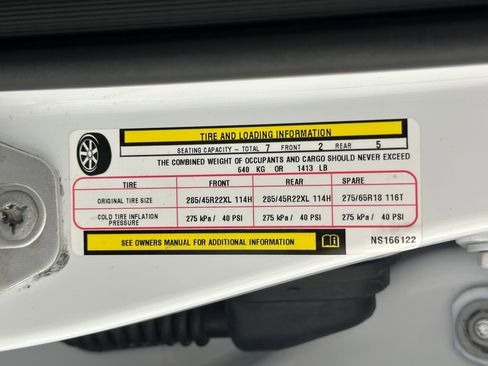 TIRE AND LOADING INFORMATION
SEATING CAPACITY – TOTAL 7 FRONT 2 REAR 5
THE COMBINED WEIGHT OF OCCUPANTS AND CARGO SHOULD NEVER EXCEED
640 KG OR 1413 LB
TIRE FRONT REAR SPARE
ORIGINAL TIRE SIZE 285/45R22XL 114H 285/45R22XL 114H 275/65R18 116T
COLD TIRE INFLATION PRESSURE 275 kPa / 40 PSI 275 kPa / 40 PSI 275 kPa / 40 PSI
SEE OWNERS MANUAL FOR ADDITIONAL INFORMATION NS166122